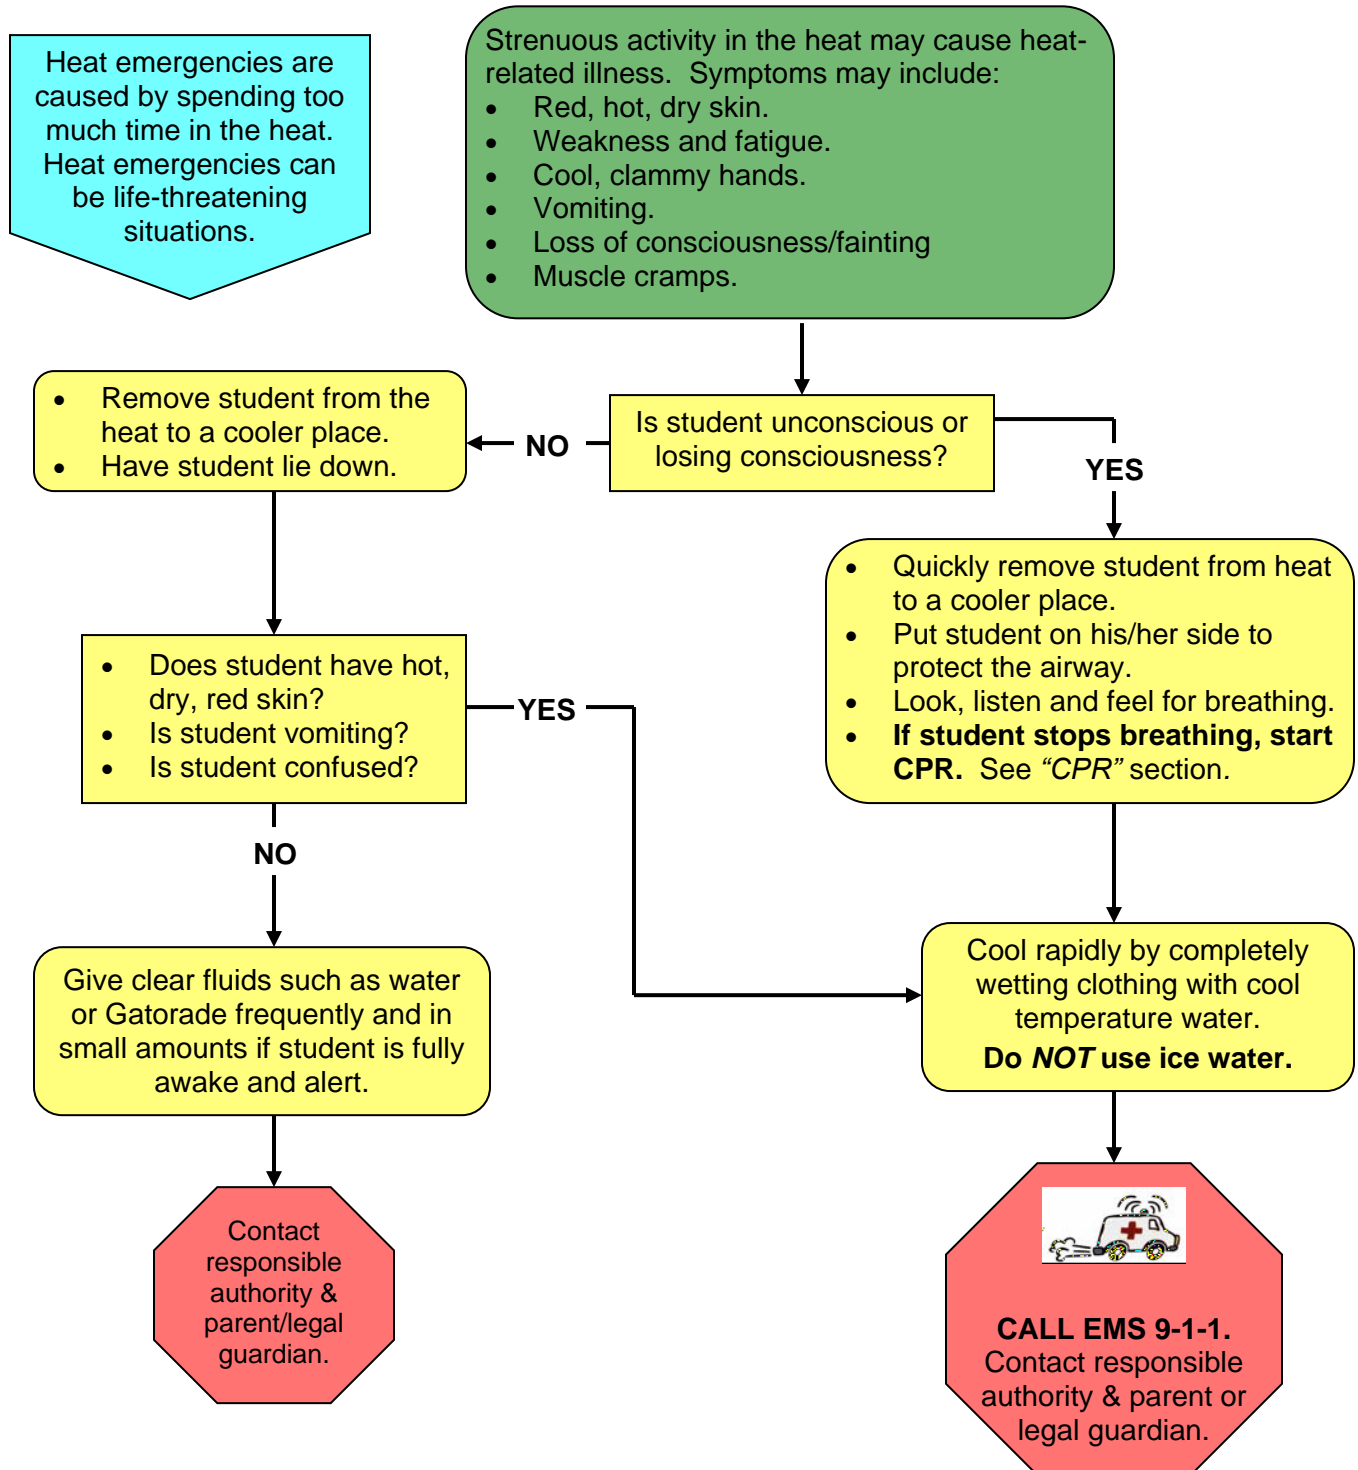 Heat emergencies are
caused by spending too
much time in the heat.
Heat emergencies can
be life-threatening
situations.
Strenuous activity in the heat may cause heat-
related illness.  Symptoms may include:
• Red, hot, dry skin.
• Weakness and fatigue.
• Cool, clammy hands.
• Vomiting.
• Loss of consciousness/fainting
• Muscle cramps.
Is student unconscious or
losing consciousness?
NO
YES
• Remove student from the
heat to a cooler place.
• Have student lie down.
• Quickly remove student from heat
to a cooler place.
• Put student on his/her side to
protect the airway.
• Look, listen and feel for breathing.
• If student stops breathing, start
CPR.  See “CPR” section.
• Does student have hot,
dry, red skin?
• Is student vomiting?
• Is student confused?
YES
NO
Give clear fluids such as water
or Gatorade frequently and in
small amounts if student is fully
awake and alert.
Cool rapidly by completely
wetting clothing with cool
temperature water.
Do NOT use ice water.
Contact
responsible
authority &
parent/legal
guardian.
CALL EMS 9-1-1.
Contact responsible
authority & parent or
legal guardian.